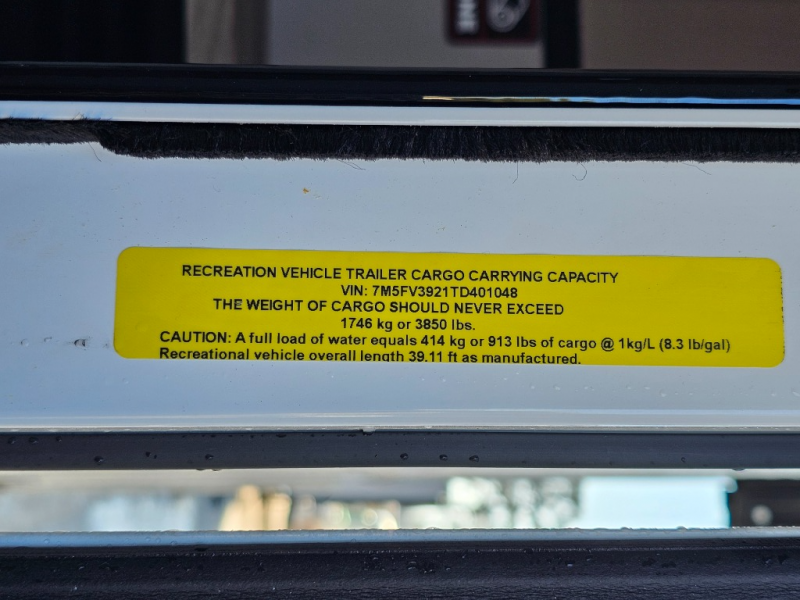 RECREATION VEHICLE TRAILER CARGO CARRYING CAPACITY
VIN: 7M5FV3921TD401048
THE WEIGHT OF CARGO SHOULD NEVER EXCEED
1746 kg or 3850 lbs.
CAUTION: A full load of water equals 414 kg or 913 lbs of cargo @ 1kg/L (8.3 lb/gal)
Recreational vehicle overall length 39.11 ft as manufactured.